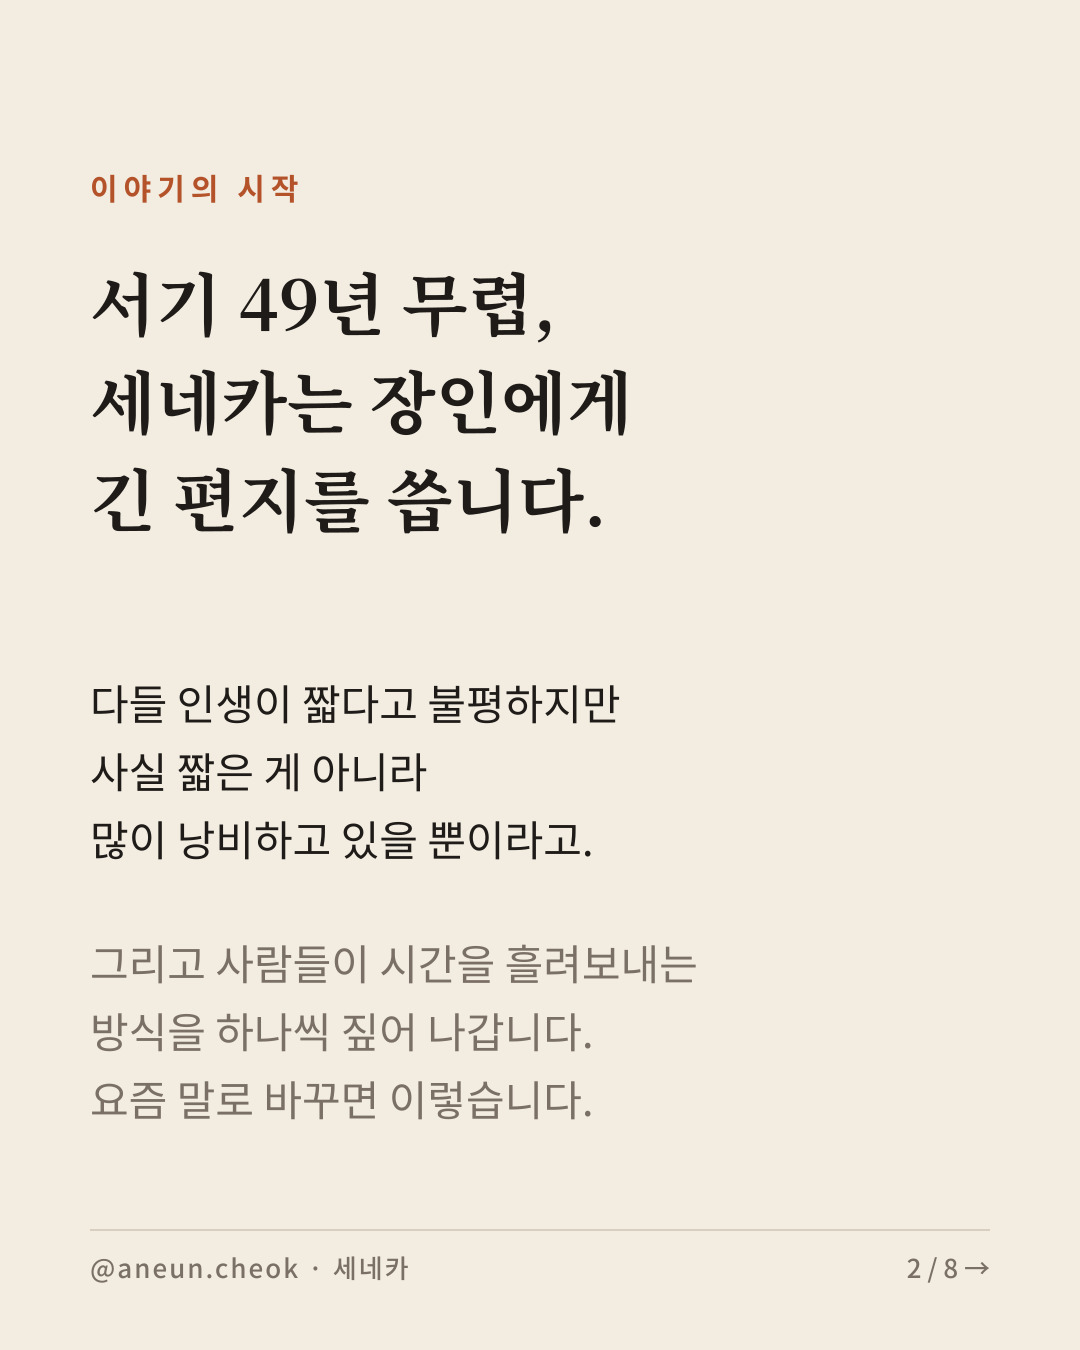 이야기의 시작
서기 49년 무렵,
세네카는 장인에게
긴 편지를 씁니다.
다들 인생이 짧다고 불평하지만
사실 짧은 게 아니라
많이 낭비하고 있을 뿐이라고.
그리고 사람들이 시간을 흘려보내는
방식을 하나씩 짚어 나갑니다.
요즘 말로 바꾸면 이렇습니다.
@aneun.cheok · 세네카
2 / 8 →